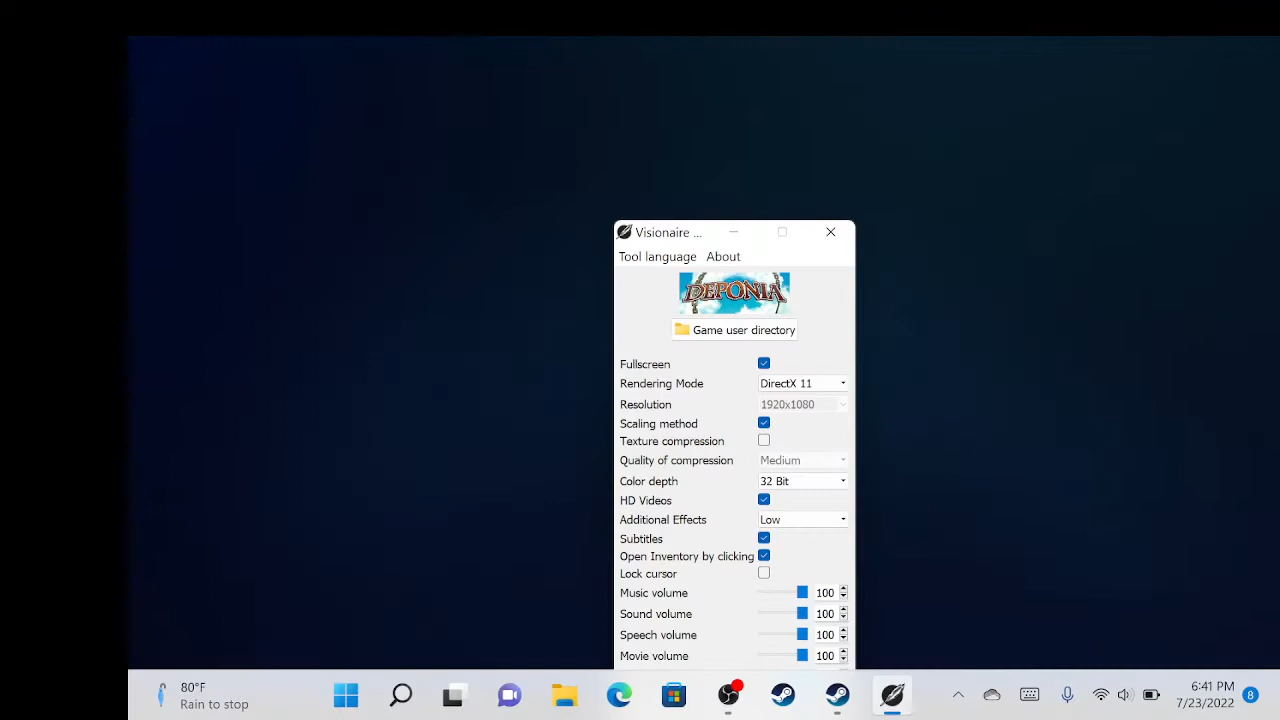 Visionaire ...
Tool language About
DEPONIA
Game user directory
Fullscreen
Rendering Mode DirectX 11
Resolution 1920x1080
Scaling method
Texture compression
Quality of compression Medium
Color depth 32 Bit
HD Videos
Additional Effects Low
Subtitles
Open Inventory by clicking
Lock cursor
Music volume 100
Sound volume 100
Speech volume 100
Movie volume 100
80°F
Rain to stop
6:41 PM
7/23/2022
8